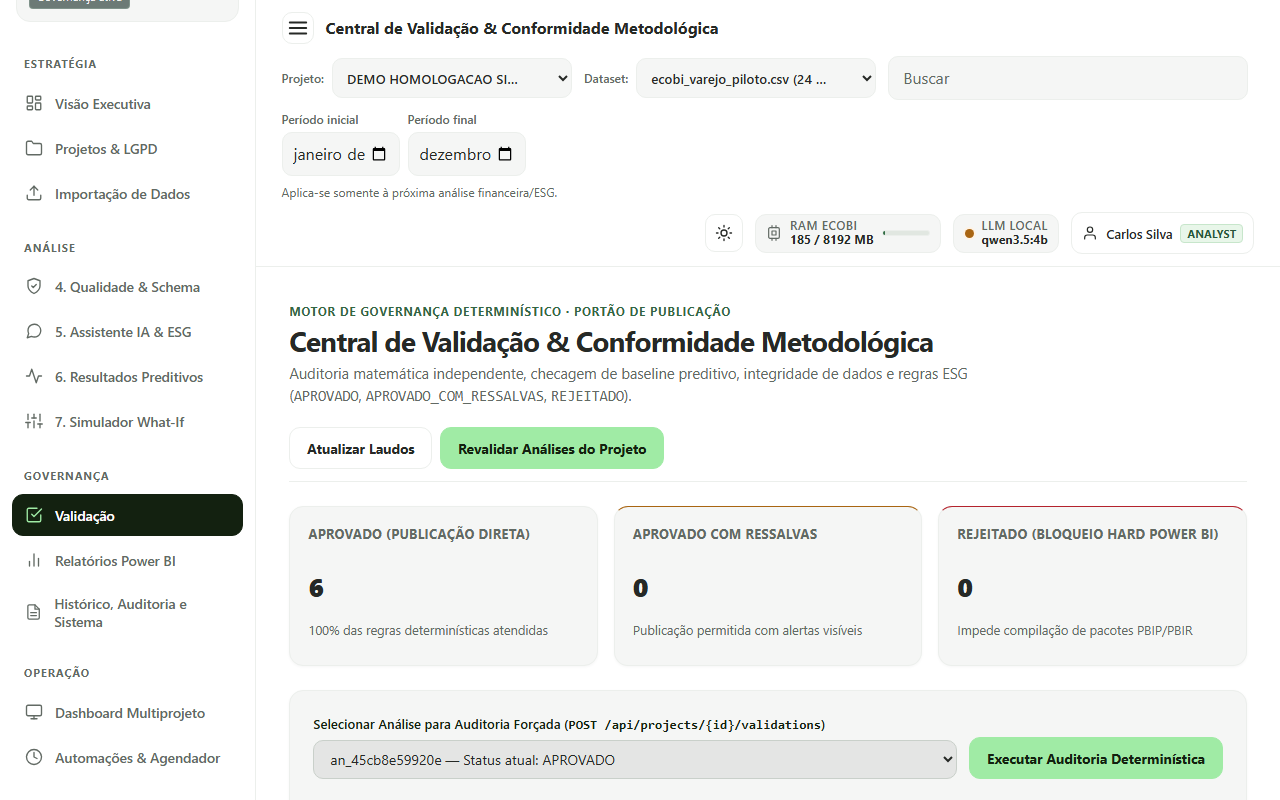 ESTRATÉGIA
Visão Executiva
Projetos & LGPD
Importação de Dados
ANÁLISE
4. Qualidade & Schema
5. Assistente IA & ESG
6. Resultados Preditivos
7. Simulador What-If
GOVERNANÇA
Validação
Relatórios Power BI
Histórico, Auditoria e
Sistema
OPERAÇÃO
Dashboard Multiprojeto
Automações & Agendador
Central de Validação & Conformidade Metodológica
Projeto: DEMO HOMOLOGACAO SI... Dataset: ecobi_varejo_piloto.csv (24 ... Buscar
Período inicial Período final
janeiro de dezembro
Aplica-se somente à próxima análise financeira/ESG.
RAM ECOBI
185 / 8192 MB
LLM LOCAL
qwen3.5:4b
Carlos Silva ANALYST
MOTOR DE GOVERNANÇA DETERMINÍSTICO · PORTÃO DE PUBLICAÇÃO
Central de Validação & Conformidade Metodológica
Auditoria matemática independente, checagem de baseline preditivo, integridade de dados e regras ESG
(APROVADO, APROVADO_COM_RESSALVAS, REJEITADO).
Atualizar Laudos Revalidar Análises do Projeto
APROVADO (PUBLICAÇÃO DIRETA)
6
100% das regras determinísticas atendidas
APROVADO COM RESSALVAS
0
Publicação permitida com alertas visíveis
REJEITADO (BLOQUEIO HARD POWER BI)
0
Impede compilação de pacotes PBIP/PBIR
Selecionar Análise para Auditoria Forçada (POST /api/projects/{id}/validations)
an_45cb8e59920e — Status atual: APROVADO
Executar Auditoria Determinística